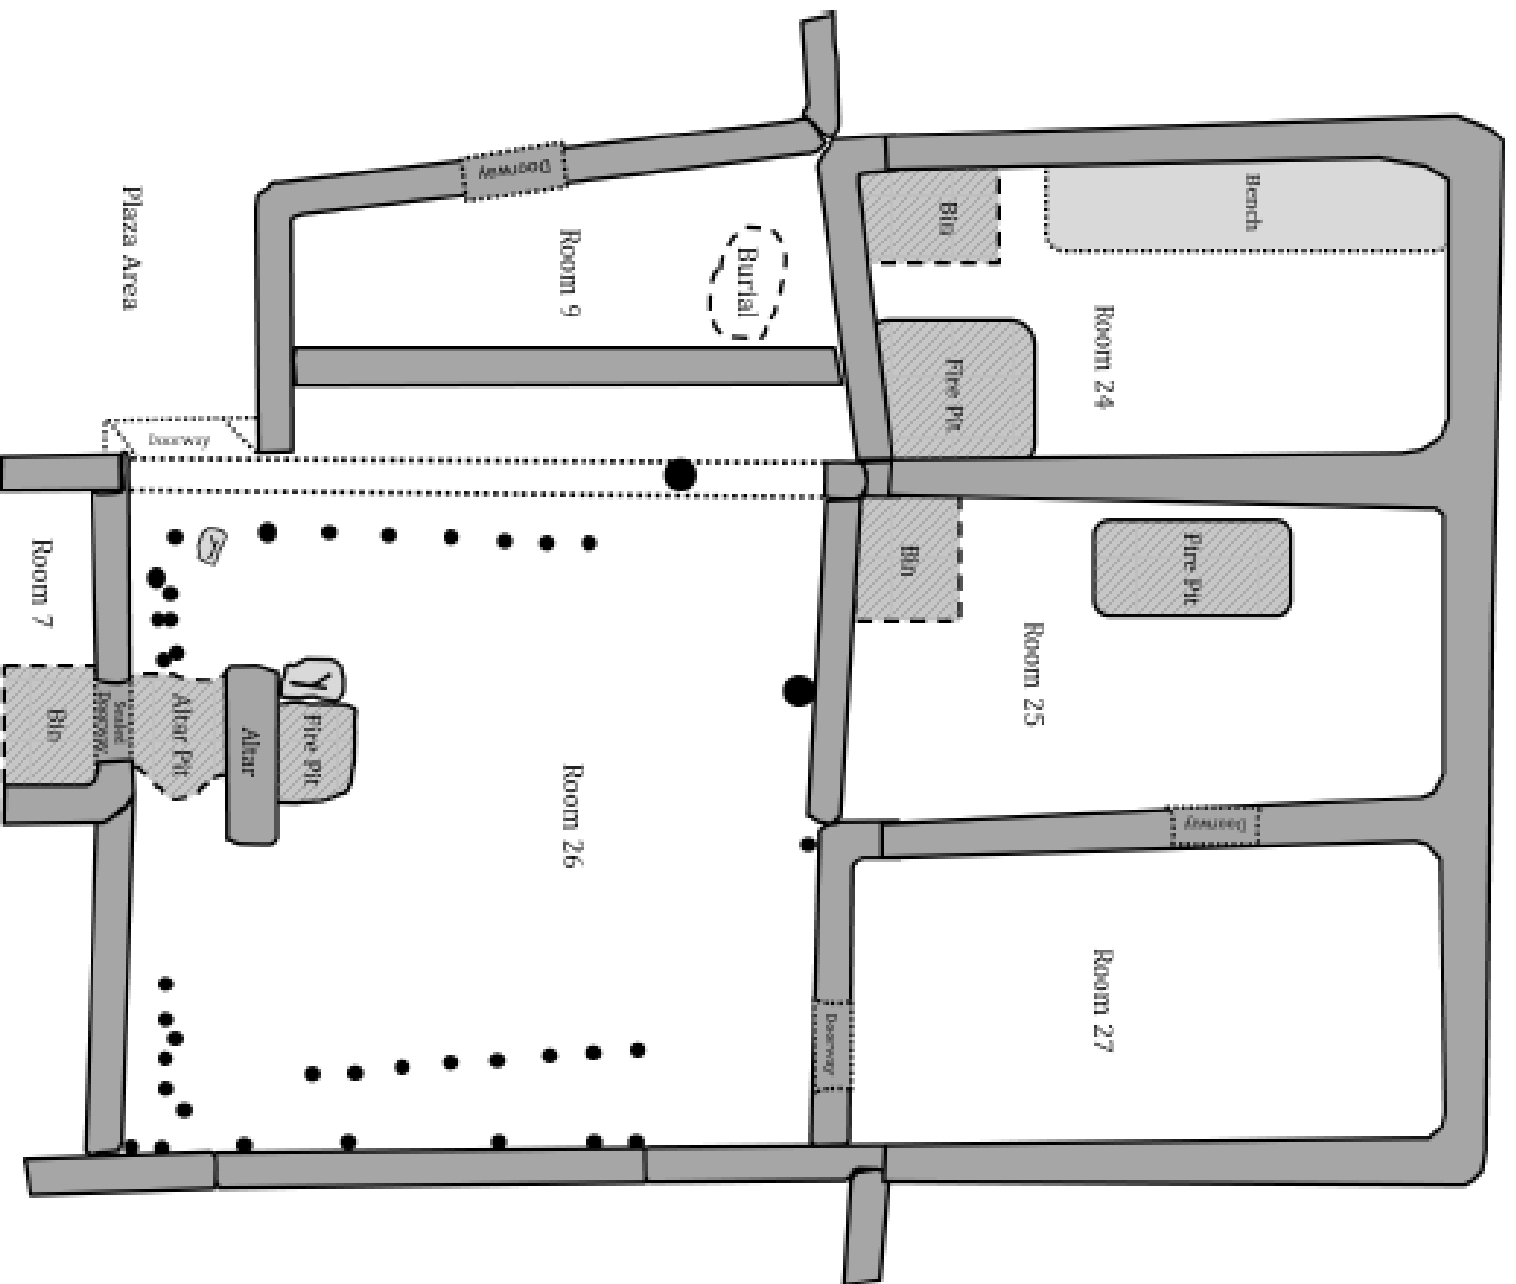 Bench
Doorway
Fire Pit
Room 24
Room 27
Room 25
Fire Pit
Bin
Bin
Doorway
Burial
Room 9
Room 26
Doorway
Y
Fire Pit
Altar
Y
Doorway
Altar Pit
Plaza Area
Sealed
Doorway
Bin
Room 7